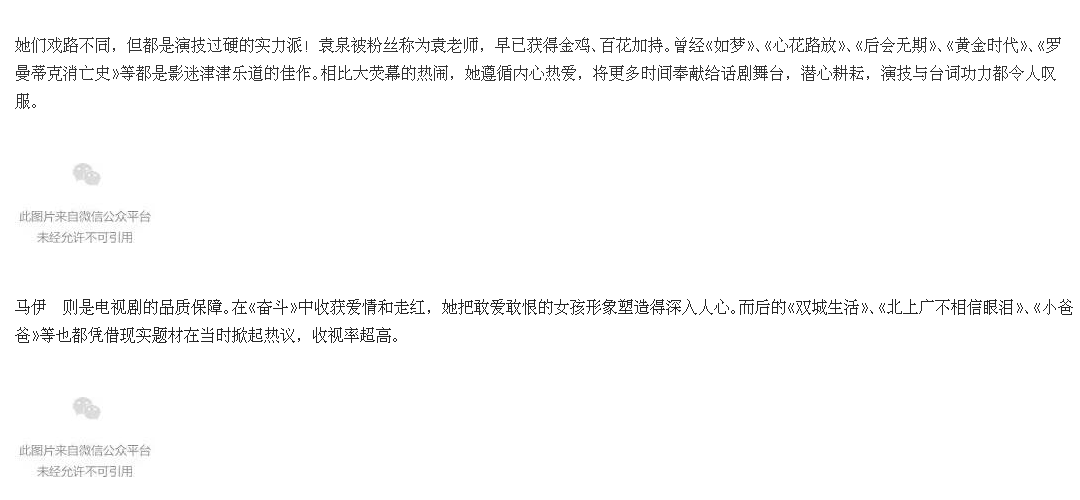 她们戏路不同，但都是演技过硬的实力派！袁泉被粉丝称为袁老师，早已获得金鸡、百花加持。曾经《如梦》、《心花路放》、《后会无期》、《黄金时代》、《罗
曼蒂克消亡史》等都是影迷津津乐道的佳作。相比大荧幕的热闹，她遵循内心热爱，将更多时间奉献给话剧舞台，潜心耕耘，演技与台词功力都令人叹
服。
此图片来自微信公众平台
未经允许不可引用
马伊　则是电视剧的品质保障。在《奋斗》中收获爱情和走红，她把敢爱敢恨的女孩形象塑造得深入人心。而后的《双城生活》、《北上广不相信眼泪》、《小爸
爸》等也都凭借现实题材在当时掀起热议，收视率超高。
此图片来自微信公众平台
未经允许不可引用